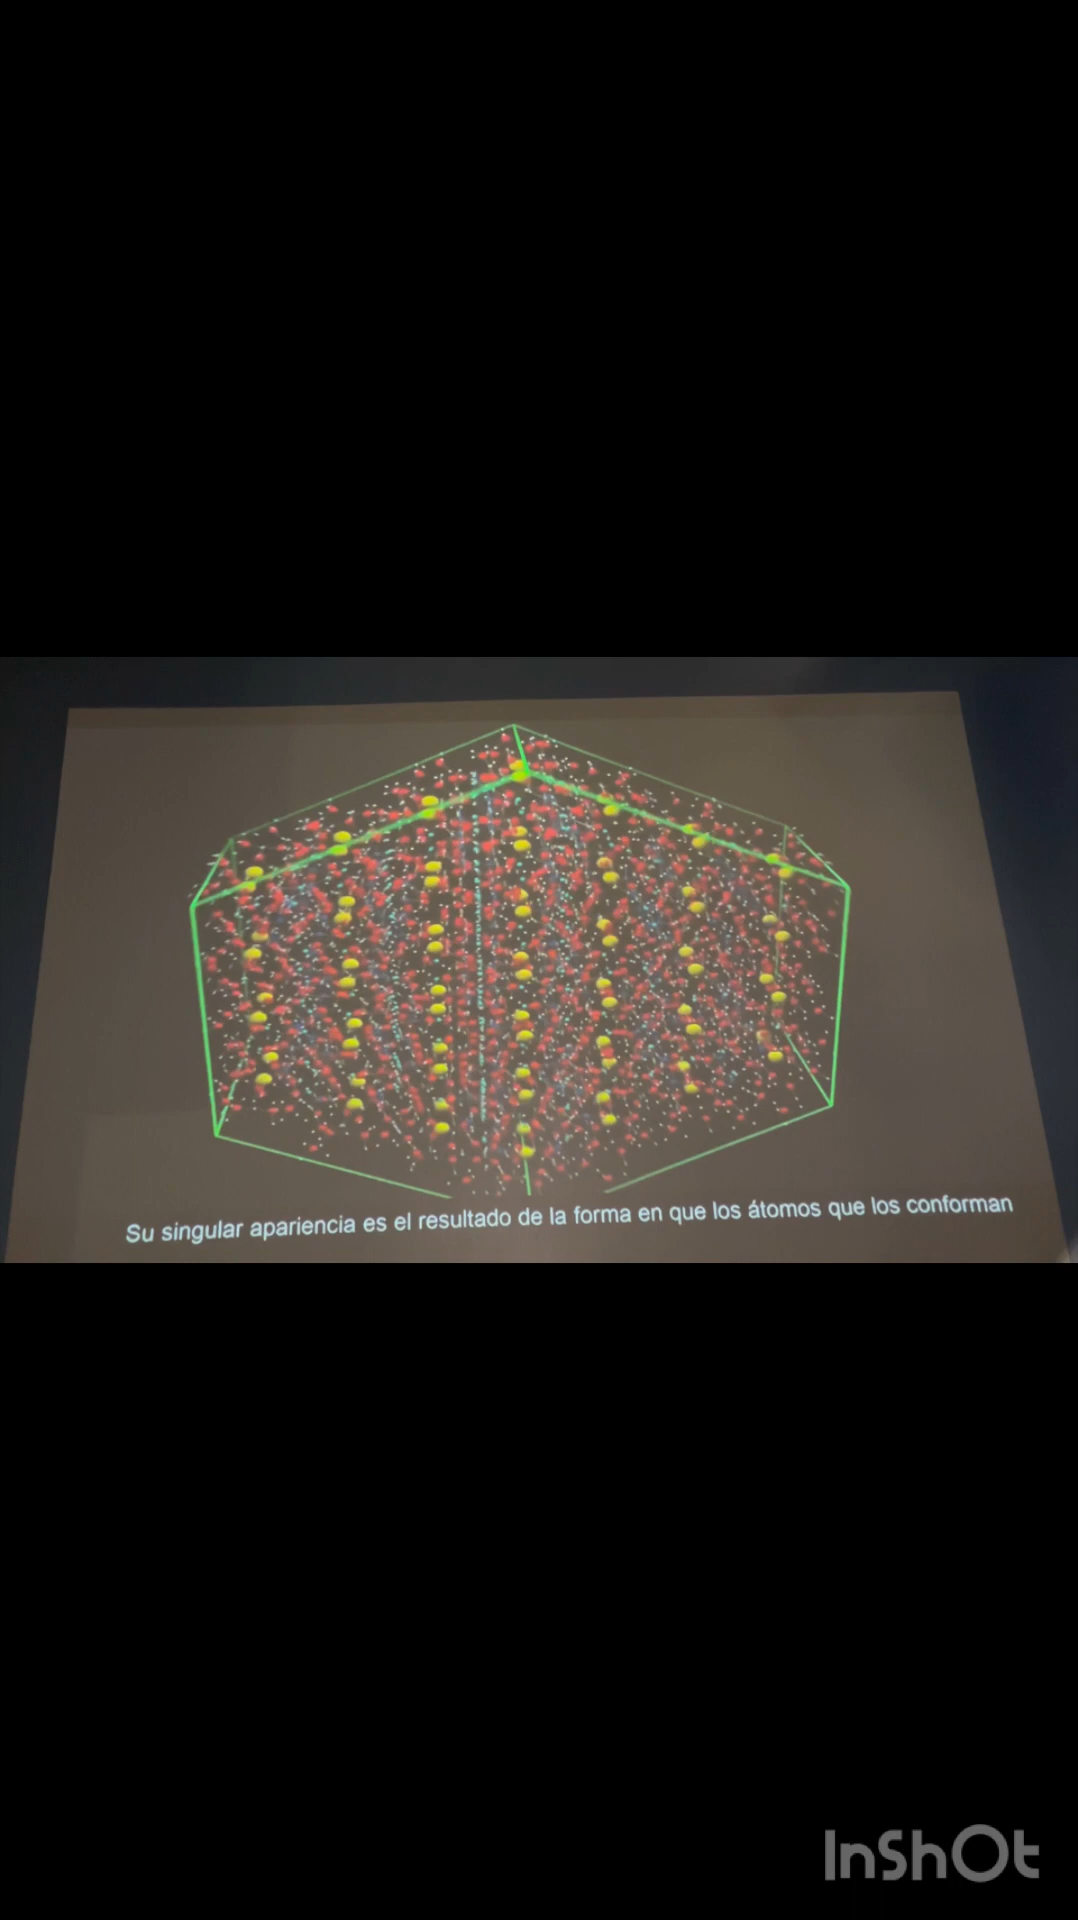 Su singular apariencia es el resultado de la forma en que los átomos que los conforman
InShOt